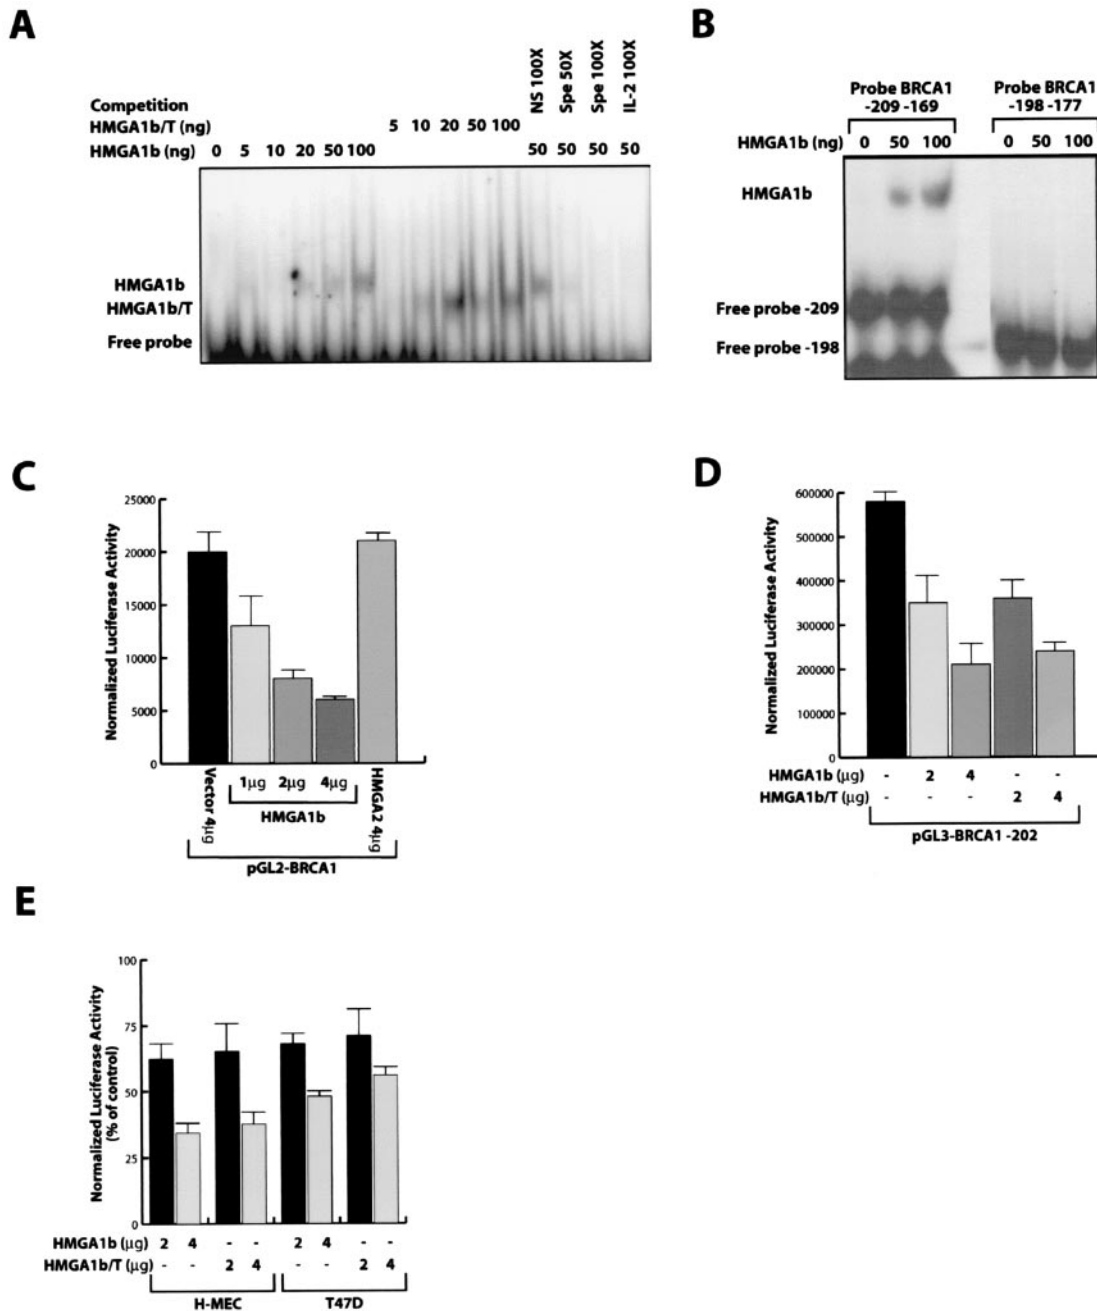 A
NS 100X
Spe 50X
Spe 100X
IL-2 100X
Competition
HMGA1b/T (ng) 5 10 20 50 100
HMGA1b (ng) 0 5 10 20 50 100 50 50 50 50
HMGA1b
HMGA1b/T
Free probe
B
Probe BRCA1 Probe BRCA1
-209 -169 -198 -177
HMGA1b (ng) 0 50 100 0 50 100
HMGA1b
Free probe -209
Free probe -198
C
Normalized Luciferase Activity
25000
20000
15000
10000
5000
0
Vector 4µg
1µg 2µg 4µg
HMGA1b
HMGA2 4µg
pGL2-BRCA1
D
Normalized Luciferase Activity
600000
500000
400000
300000
200000
100000
0
HMGA1b (µg) - 2 4 - -
HMGA1b/T (µg) - - - 2 4
pGL3-BRCA1 -202
E
Normalized Luciferase Activity
(% of control)
100
75
50
25
0
HMGA1b (µg) 2 4 - - 2 4 - -
HMGA1b/T (µg) - - 2 4 - - 2 4
H-MEC T47D